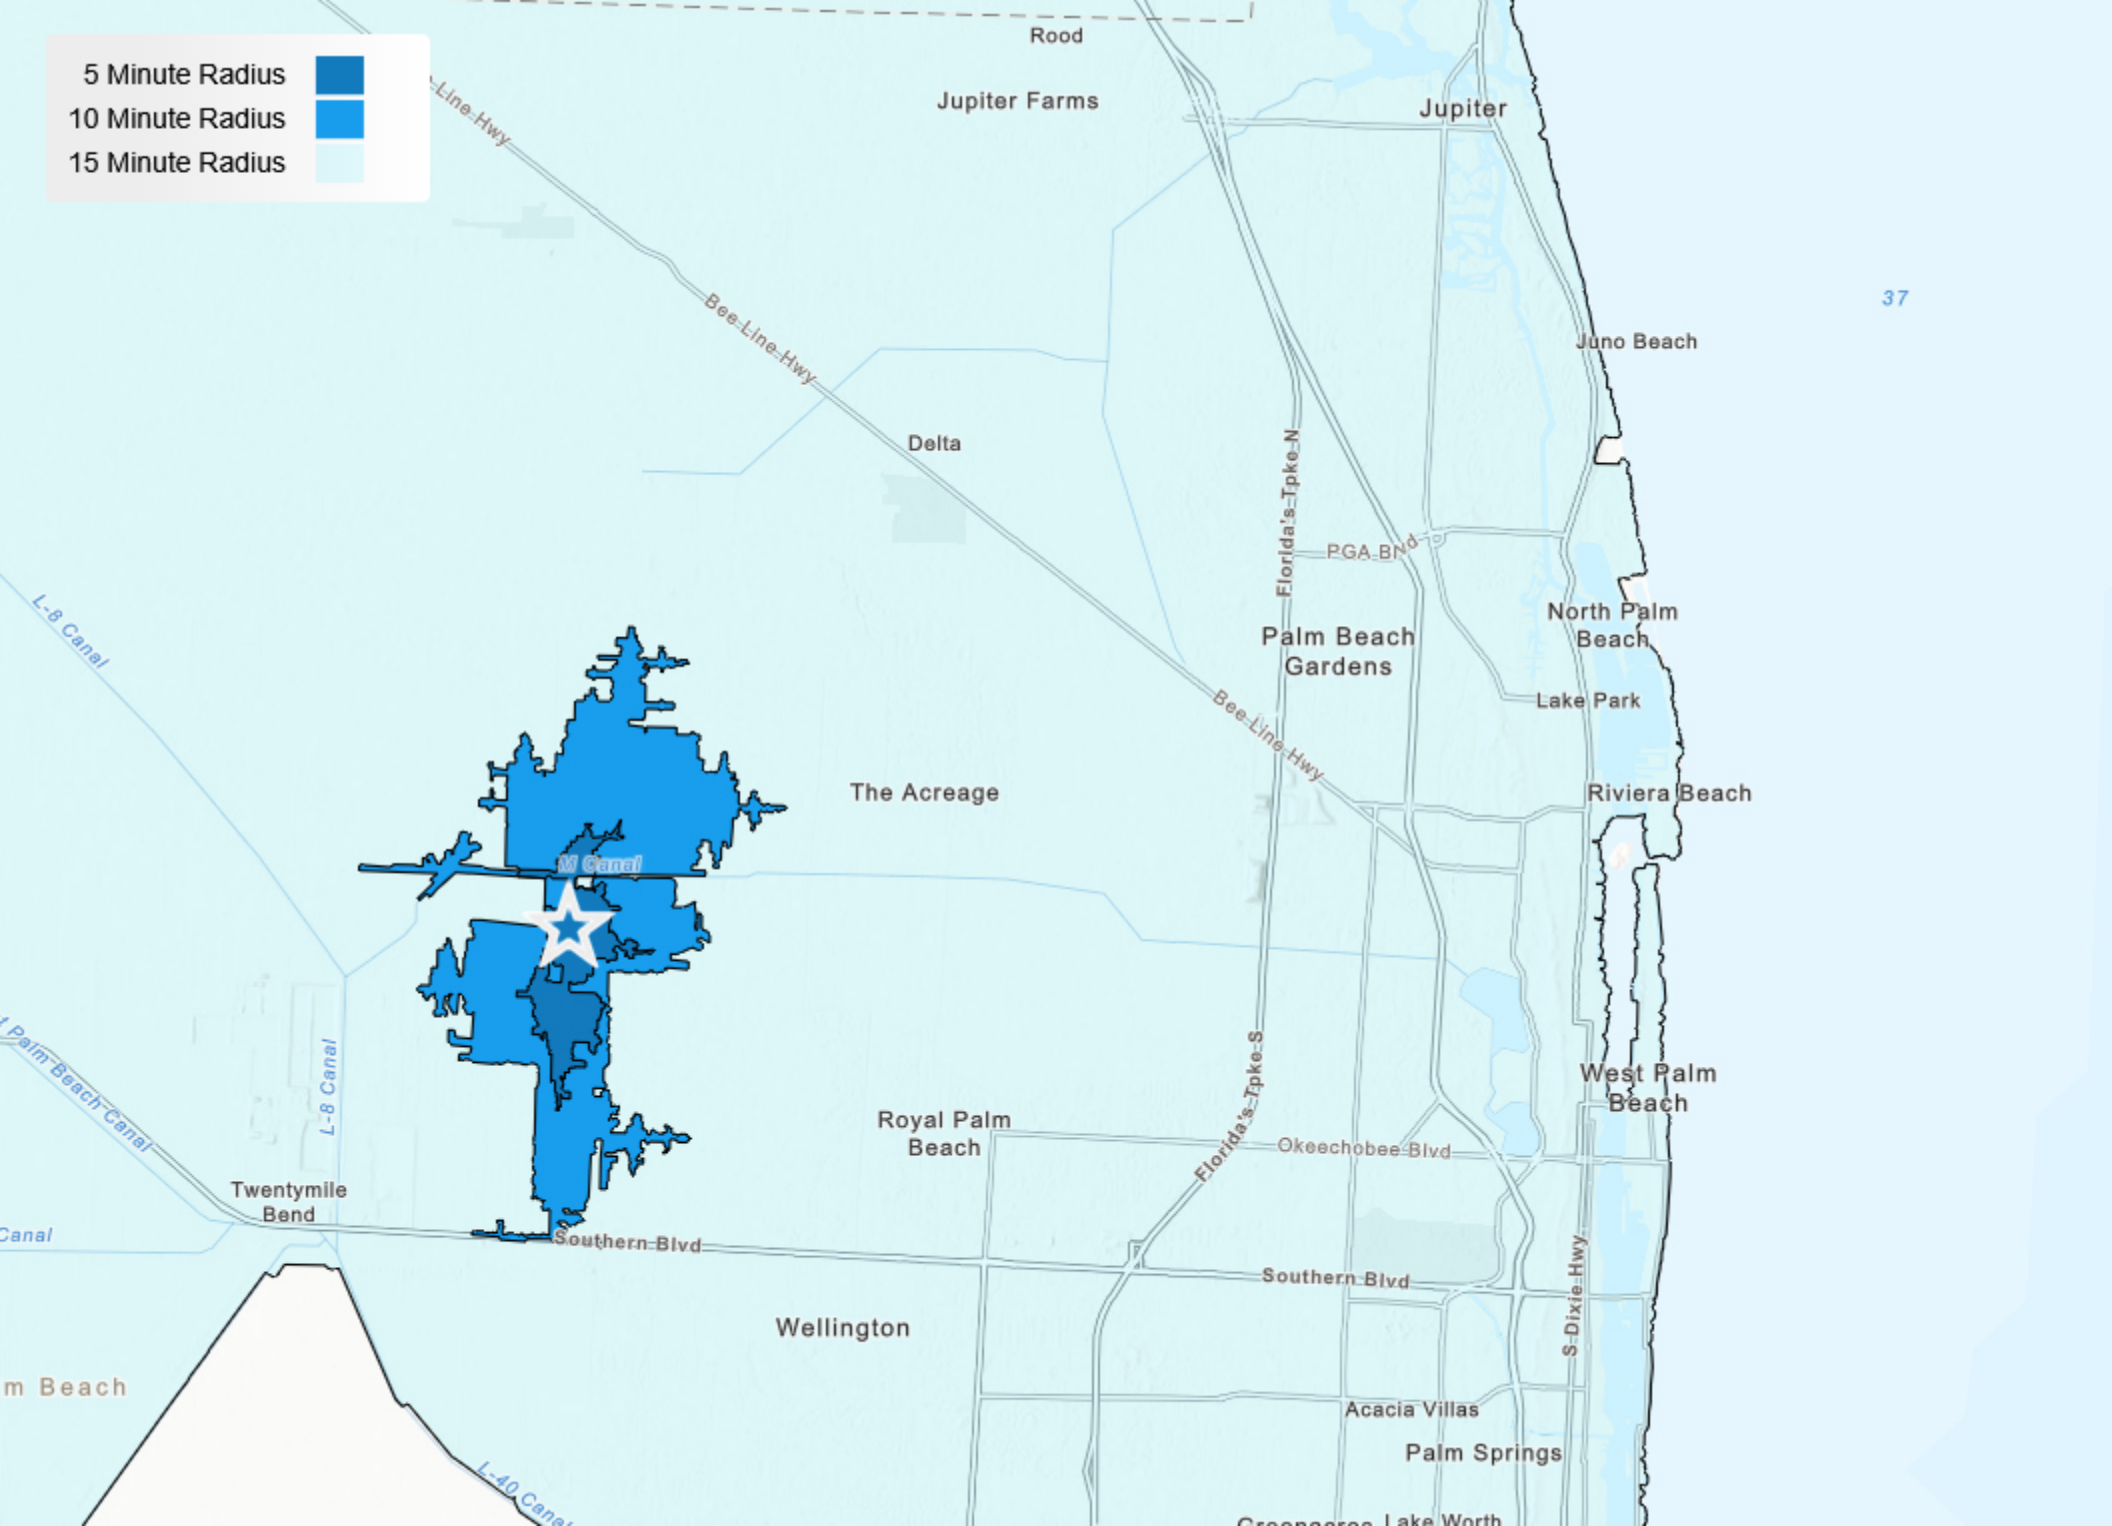 5 Minute Radius
10 Minute Radius
15 Minute Radius
Rood
Jupiter Farms
Jupiter
Line Hwy
37
Bee Line Hwy
Juno Beach
Delta
Florida's Tpke N
PGA Blvd
L-8 Canal
North Palm
Beach
Palm Beach
Gardens
Lake Park
Bee Line Hwy
The Acreage
Riviera Beach
M Canal
t Palm Beach Canal
L-8 Canal
Florida's Tpke S
West Palm
Beach
Royal Palm
Beach
Okeechobee Blvd
Twentymile
Bend
Canal
Southern Blvd
Southern Blvd
S Dixie Hwy
Wellington
m Beach
Acacia Villas
Palm Springs
L-40 Canal
Greenacres
Lake Worth